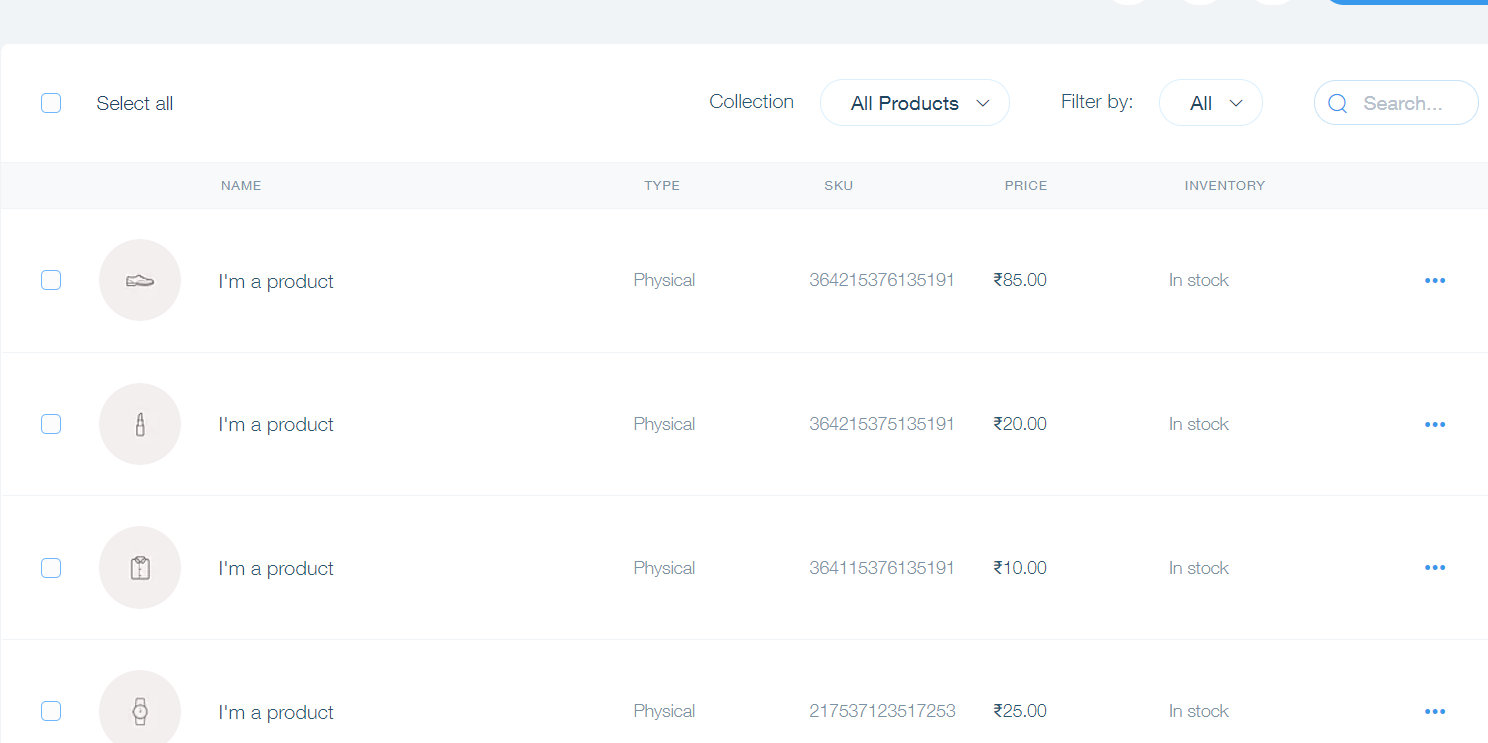 Select all Collection All Products Filter by: All Search...
NAME TYPE SKU PRICE INVENTORY
I'm a product Physical 364215376135191 ₹85.00 In stock
I'm a product Physical 364215375135191 ₹20.00 In stock
I'm a product Physical 364115376135191 ₹10.00 In stock
I'm a product Physical 217537123517253 ₹25.00 In stock